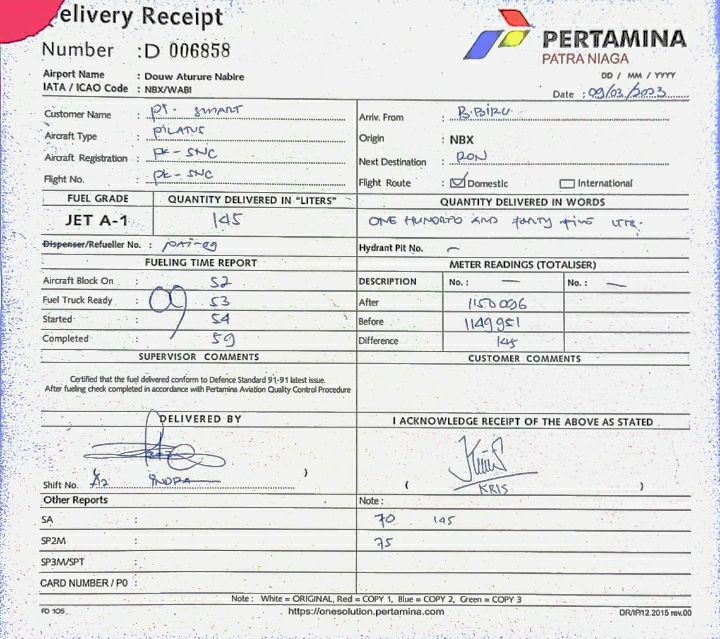 Delivery Receipt
Number : D 006858
PERTAMINA
PATRA NIAGA
Airport Name : Douw Aturure Nabire
IATA / ICAO Code : NBX/WABI
DD / MM / YYYY
Date : 09/03/2023
Customer Name : PT. SMART
Arriv. From : B.BIRU
Aircraft Type : PILATUS
Origin : NBX
Aircraft Registration : PK - SNC
Next Destination : RON
Flight No. : PK - SNC
Flight Route : Domestic International
FUEL GRADE QUANTITY DELIVERED IN "LITERS" QUANTITY DELIVERED IN WORDS
JET A-1 145 ONE HUNDRED AND FORTY FIVE LTR.
Dispenser/Refueller No. : PAI-09
Hydrant Pit No. –
FUELING TIME REPORT METER READINGS (TOTALISER)
Aircraft Block On : 52
DESCRIPTION No. : — No. : —
Fuel Truck Ready : 09 53
After 1150096
Started : 54
Before 1149951
Completed : 59
Difference 145
SUPERVISOR COMMENTS CUSTOMER COMMENTS
Certified that the fuel delivered conform to Defence Standard 91-91 latest issue.
After fueling check completed in accordance with Pertamina Aviation Quality Control Procedure
DELIVERED BY I ACKNOWLEDGE RECEIPT OF THE ABOVE AS STATED
Shift No. INDRA )
( KRIS )
Other Reports Note :
SA : 70 145
SP2M : 75
SP3M/SPT :
CARD NUMBER / PO :
Note : White = ORIGINAL, Red = COPY 1, Blue = COPY 2, Green = COPY 3
FD 105. https://onesolution.pertamina.com DR/IP/12.2015 rev.00